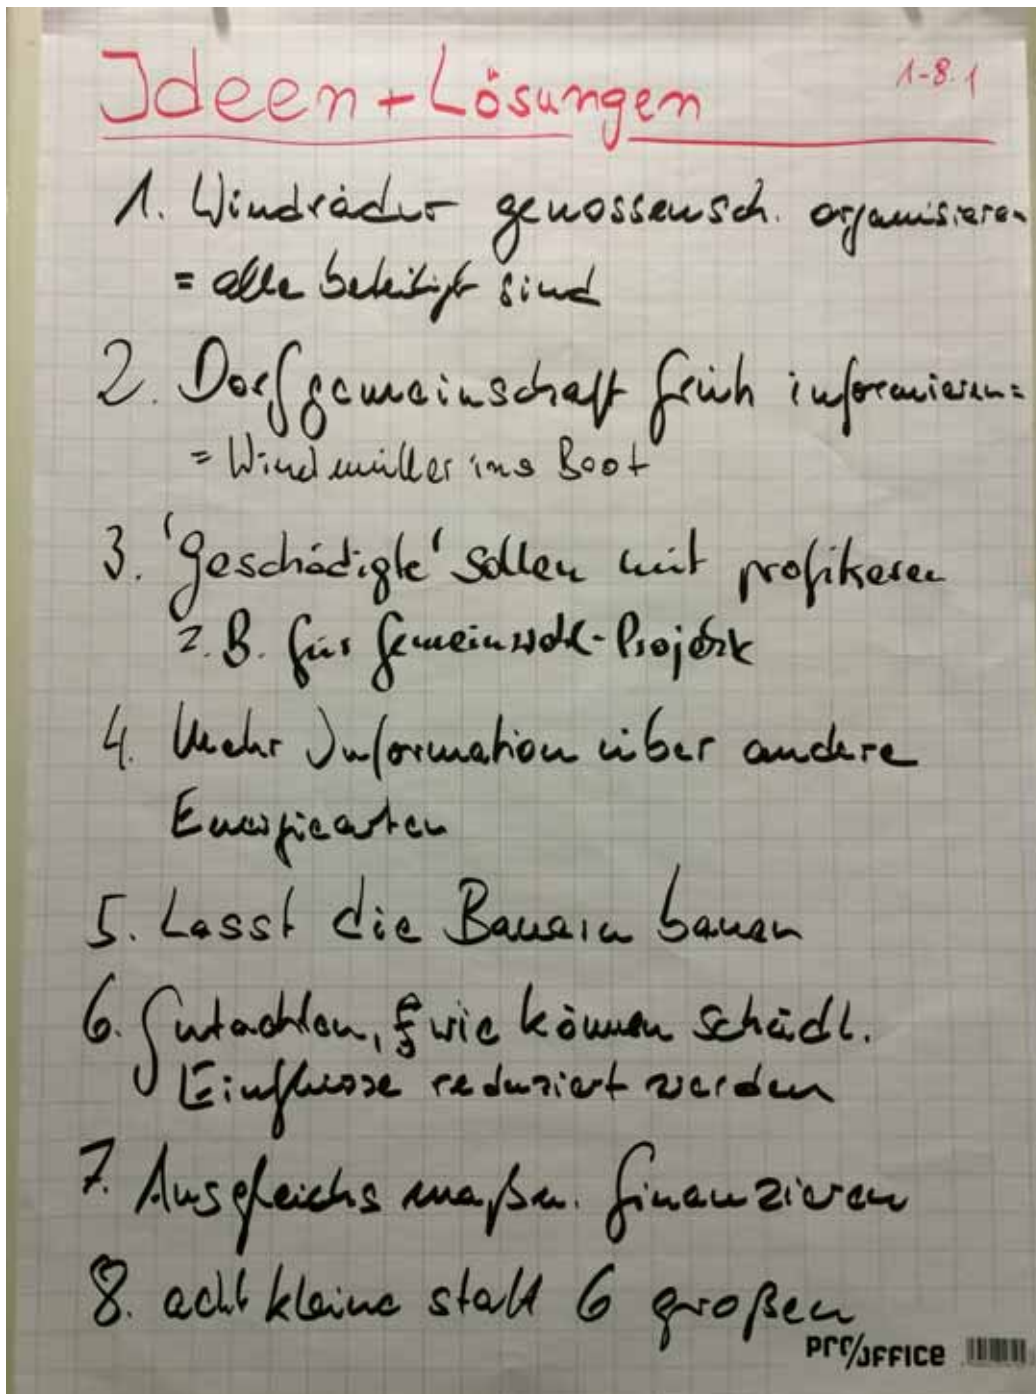 Ideen + Lösungen 1-8.1
1. Windräder genossensch. organisieren
= alle beteiligt sind
2. Dorfgemeinschaft früh informieren =
= Windmüller ins Boot
3. 'Geschädigte' sollen mit profitieren
z.B. für Gemeinwohl-Projekte
4. Mehr Information über andere
Energiearten
5. Lasst die Bauern bauen
6. Gutachten, wie können schädl.
Einflüsse reduziert werden
7. Ausgleichsmaßn. finanzieren
8. acht kleine statt 6 großen
PRO/OFFICE